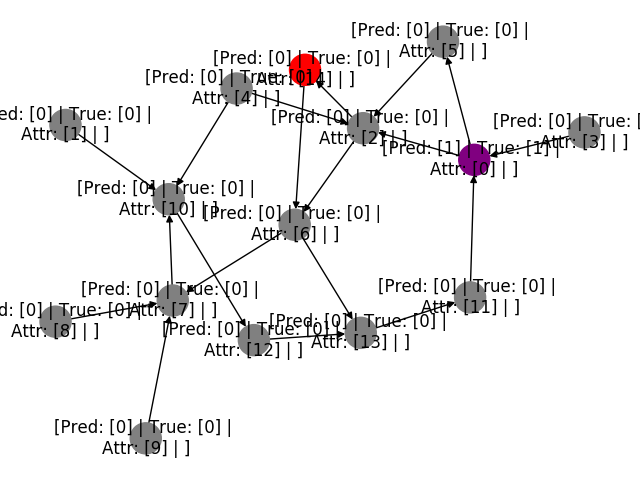 [Pred: [0] | True: [0] |
Attr: [5] | ]
[Pred: [0] | True: [0] |
Attr: [14] | ]
[Pred: [0] | True: [0] |
Attr: [4] | ]
ed: [0] | True: [0] |
Attr: [1] | ]
[Pred: [0] | True: [0] |
Attr: [2] | ]
[Pred: [0] | True: [
Attr: [3] | ]
[Pred: [1] | True: [1] |
Attr: [0] | ]
[Pred: [0] | True: [0] |
Attr: [10] | ]
[Pred: [0] | True: [0] |
Attr: [6] | ]
[Pred: [0] | True: [0] |
Attr: [7] | ]
[Pred: [0] | True: [0] |
Attr: [11] | ]
d: [0] | True: [0] |
Attr: [8] | ]
[Pred: [0] | True: [0] |
Attr: [12] | ]
[Pred: [0] | True: [0] |
Attr: [13] | ]
[Pred: [0] | True: [0] |
Attr: [9] | ]